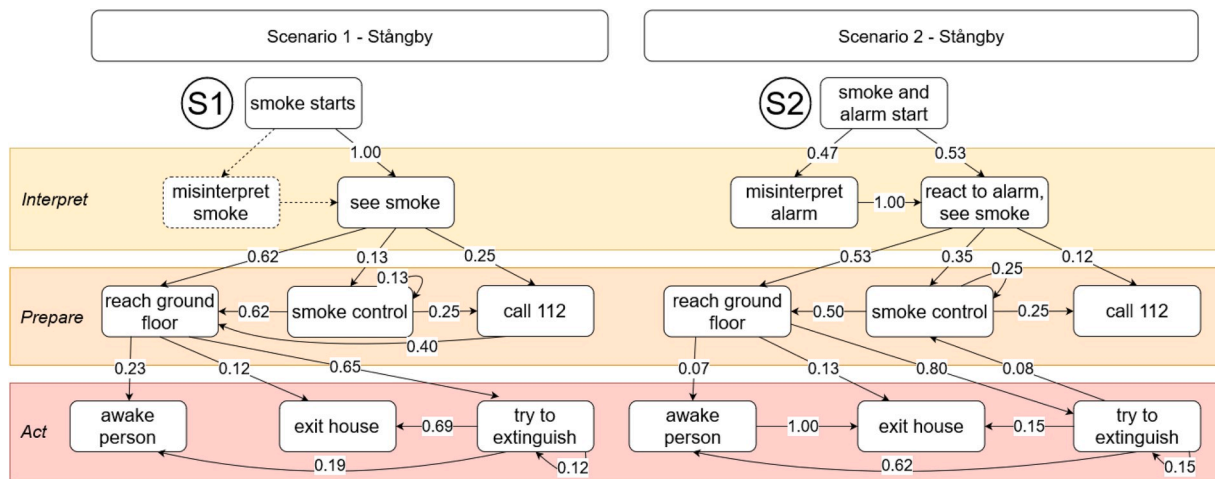 Scenario 1 - Stångby
Scenario 2 - Stångby
S1
smoke starts
S2
smoke and
alarm start
1.00
0.47
0.53
Interpret
misinterpret
smoke
see smoke
misinterpret
alarm
1.00
react to alarm,
see smoke
0.62
0.13
0.25
0.53
0.35
0.12
Prepare
reach ground
floor
0.62
smoke control
0.13
0.25
call 112
0.40
reach ground
floor
0.50
smoke control
0.25
0.25
call 112
0.23
0.12
0.65
0.07
0.13
0.80
0.08
Act
awake
person
exit house
0.69
try to
extinguish
0.19
0.12
awake
person
1.00
exit house
0.15
try to
extinguish
0.62
0.15